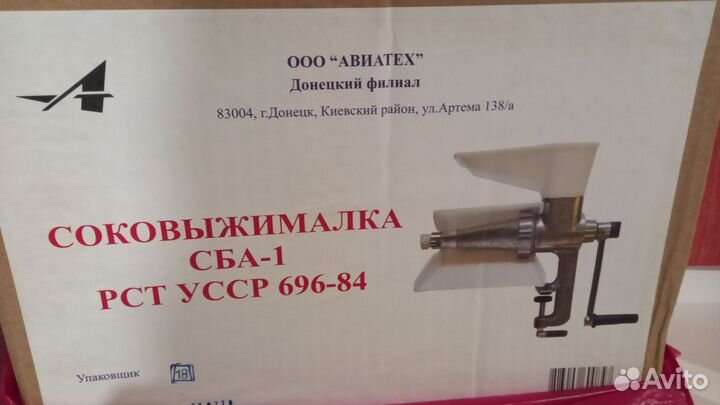 ООО “АВИАТЕХ”
Донецкий филиал
83004, г.Донецк, Киевский район, ул.Артема 138/а
СОКОВЫЖИМАЛКА
СБА-1
РСТ УССР 696-84
Упаковщик 18
Avito